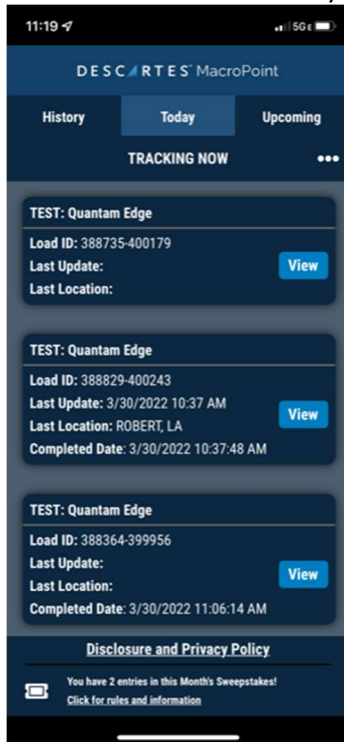 11:19
5G E
DESCARTES™ MacroPoint
History Today Upcoming
TRACKING NOW
TEST: Quantam Edge
Load ID: 388735-400179
Last Update:
View
Last Location:
TEST: Quantam Edge
Load ID: 388829-400243
Last Update: 3/30/2022 10:37 AM
View
Last Location: ROBERT, LA
Completed Date: 3/30/2022 10:37:48 AM
TEST: Quantam Edge
Load ID: 388364-399956
Last Update:
View
Last Location:
Completed Date: 3/30/2022 11:06:14 AM
Disclosure and Privacy Policy
You have 2 entries in this Month's Sweepstakes!
Click for rules and information